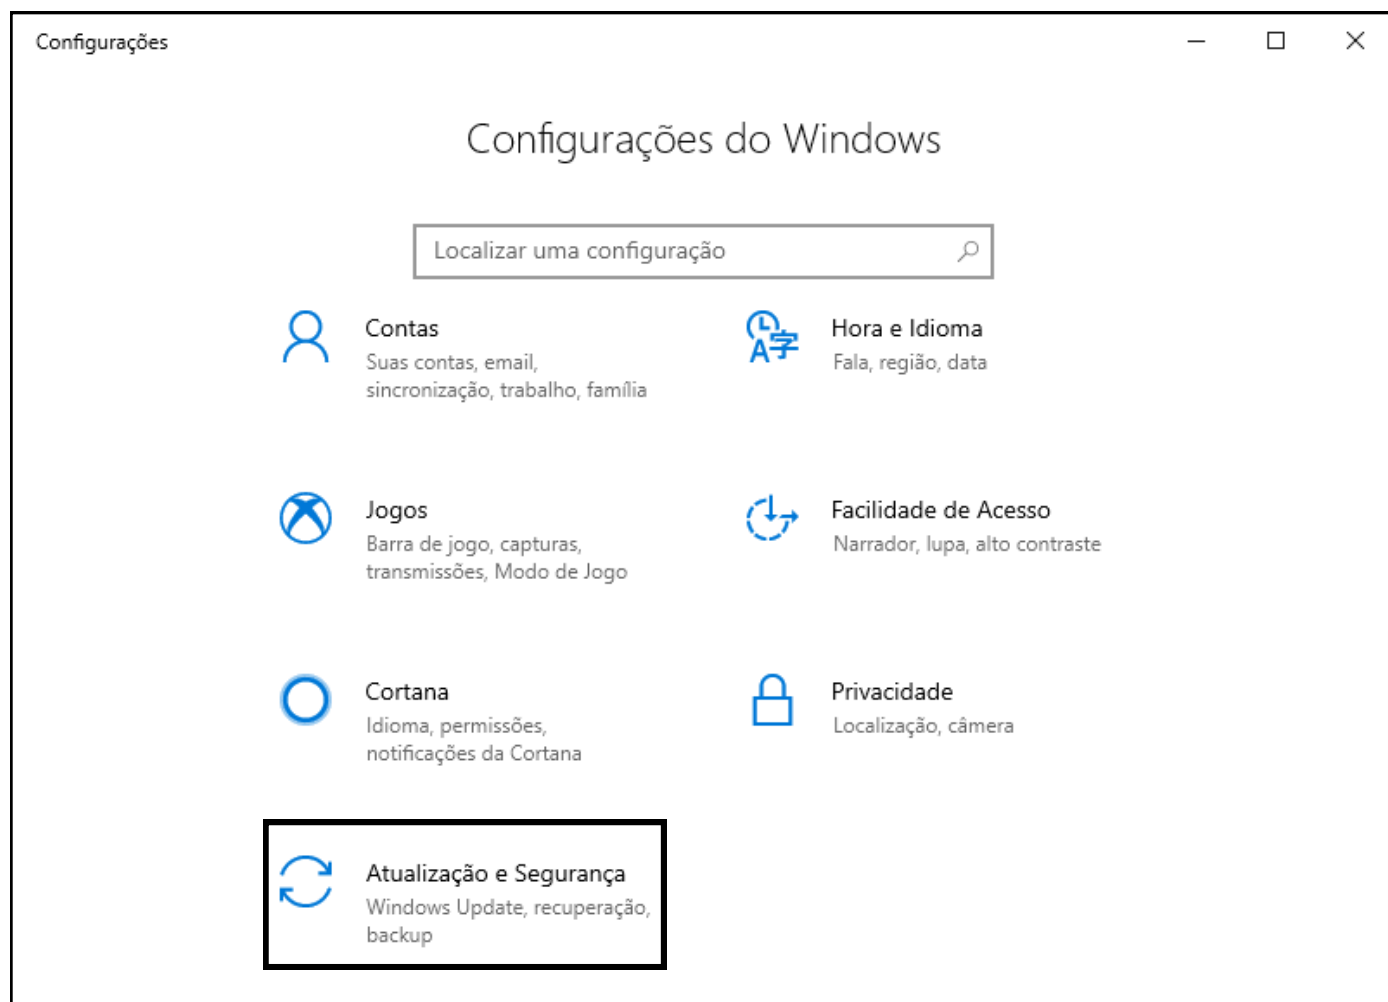 Configurações
Configurações do Windows
Localizar uma configuração
Contas
Suas contas, email,
sincronização, trabalho, família
Hora e Idioma
Fala, região, data
Jogos
Barra de jogo, capturas,
transmissões, Modo de Jogo
Facilidade de Acesso
Narrador, lupa, alto contraste
Cortana
Idioma, permissões,
notificações da Cortana
Privacidade
Localização, câmera
Atualização e Segurança
Windows Update, recuperação,
backup